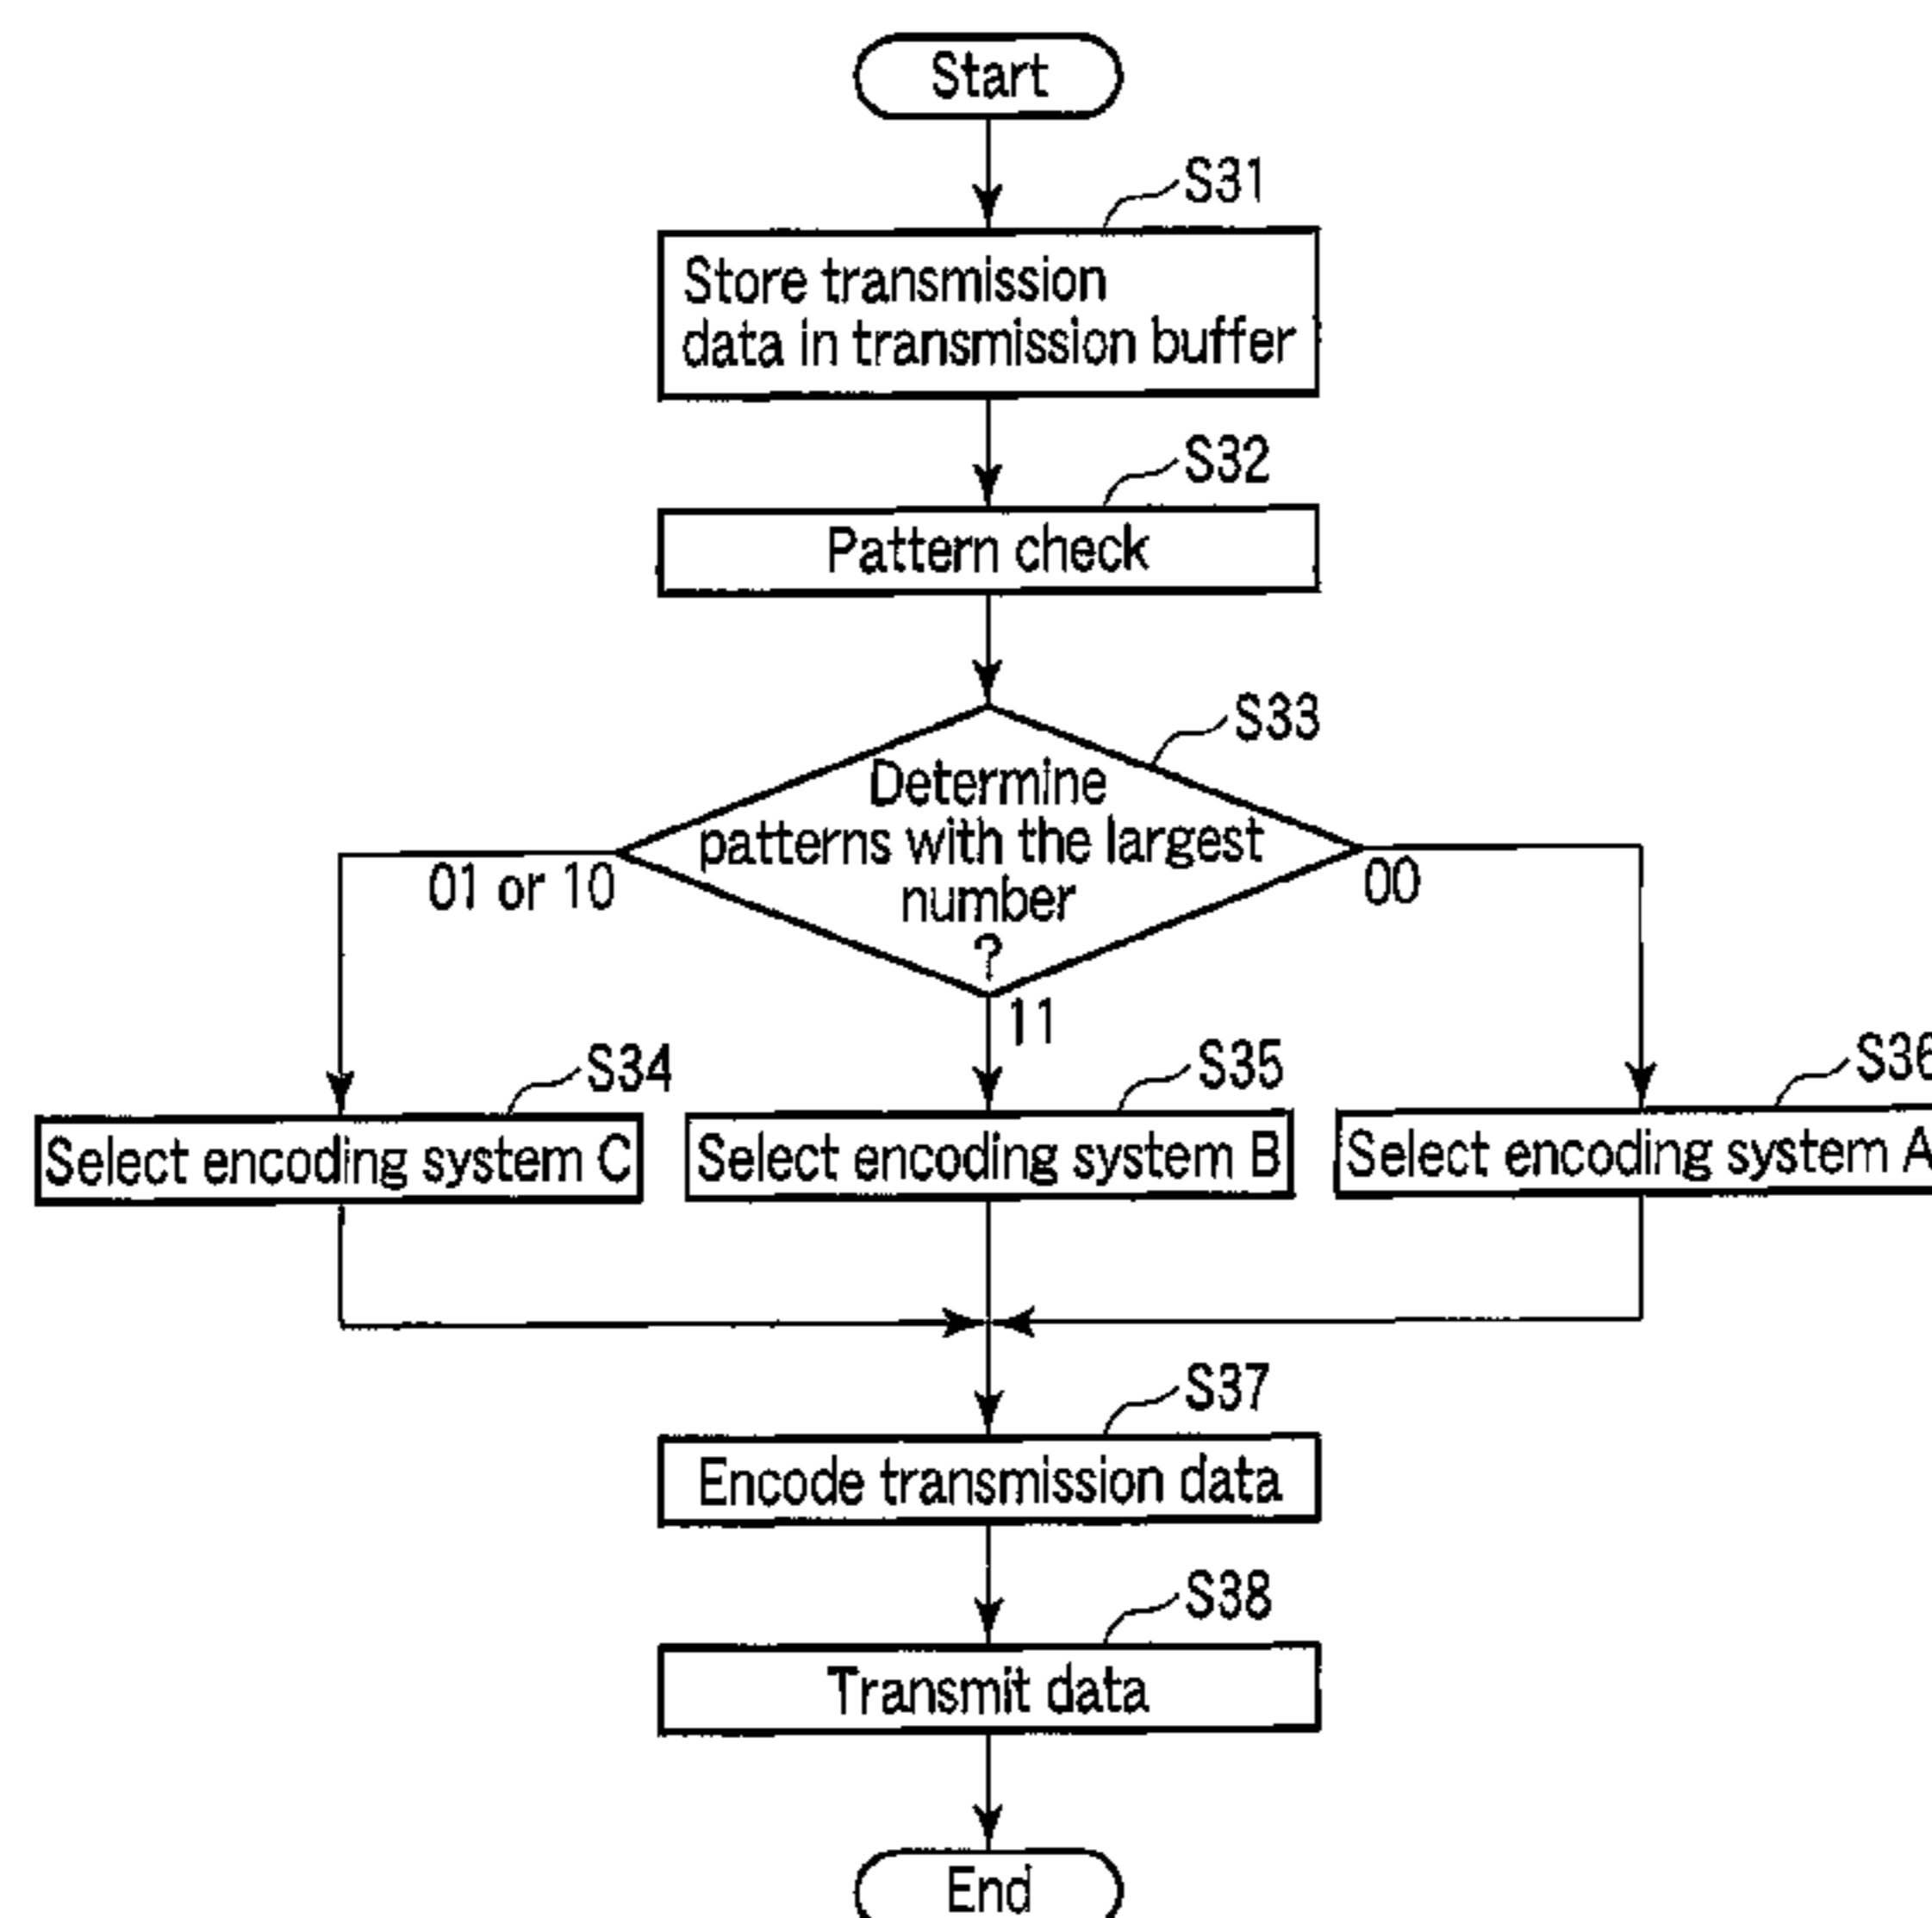 Start
S31
Store transmission
data in transmission buffer
S32
Pattern check
S33
Determine
patterns with the largest
number
?
01 or 10
00
11
S34
S35
S36
Select encoding system C
Select encoding system B
Select encoding system A
S37
Encode transmission data
S38
Transmit data
End